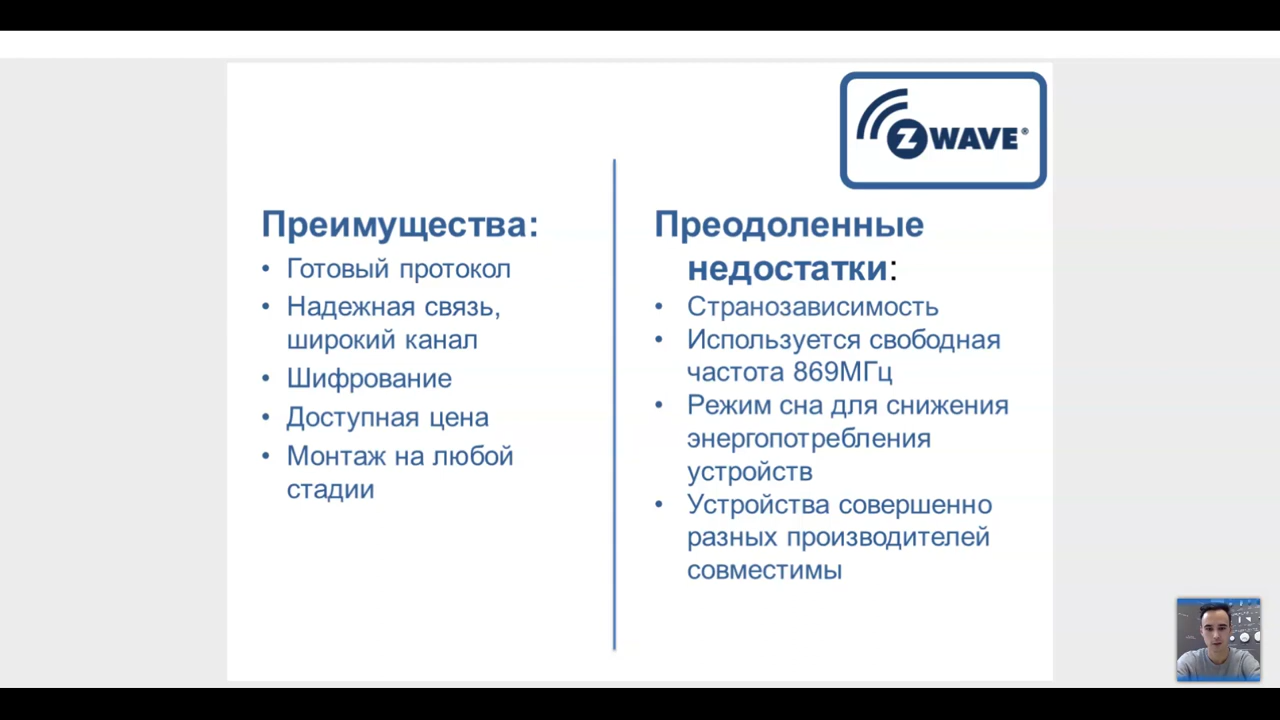 Z WAVE®
Преимущества:
• Готовый протокол
• Надежная связь,
широкий канал
• Шифрование
• Доступная цена
• Монтаж на любой
стадии
Преодоленные
недостатки:
• Странозависимость
• Используется свободная
частота 869МГц
• Режим сна для снижения
энергопотребления
устройств
• Устройства совершенно
разных производителей
совместимы